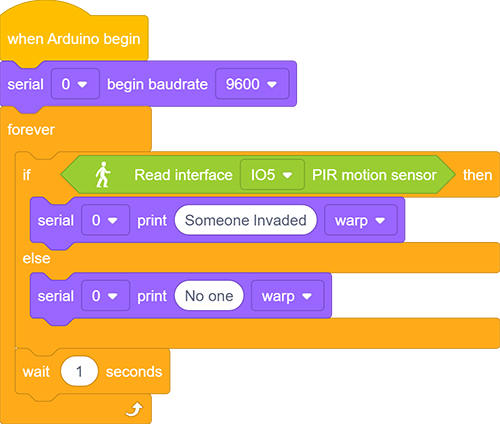 when Arduino begin
serial 0 begin baudrate 9600
forever
if Read interface IO5 PIR motion sensor then
serial 0 print Someone Invaded warp
else
serial 0 print No one warp
wait 1 seconds